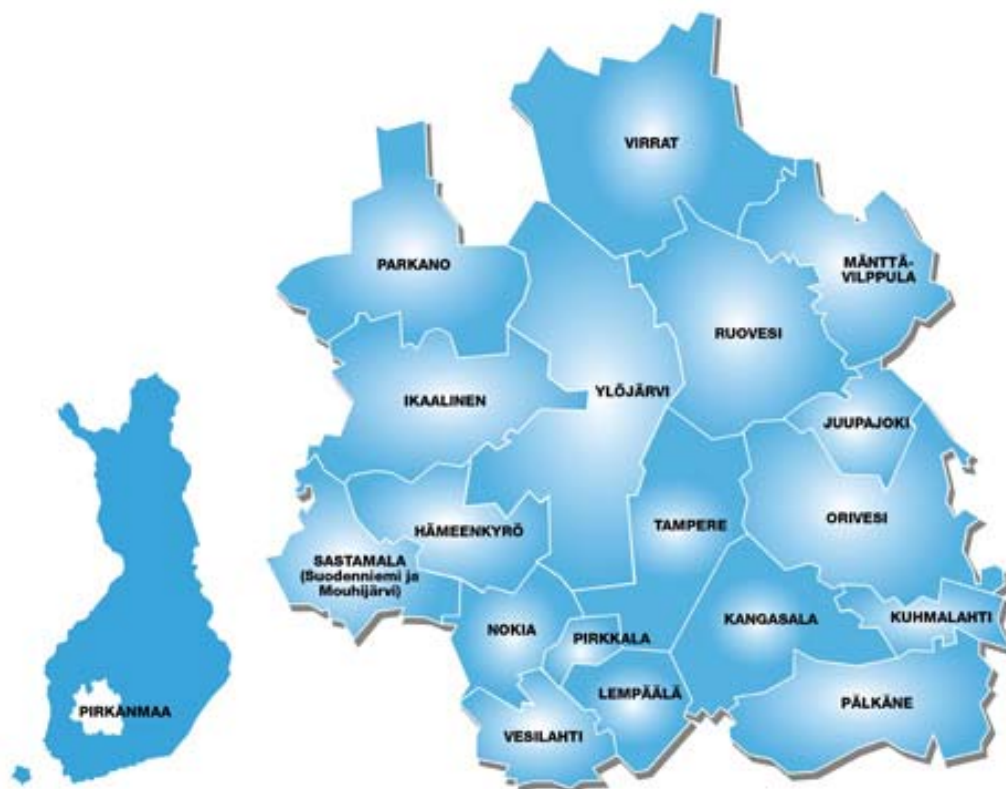 VIRRAT
PARKANO
MÄNTTÄ-
VILPPULA
RUOVESI
IKAALINEN
YLÖJÄRVI
JUUPAJOKI
HÄMEENKYRÖ
TAMPERE
ORIVESI
SASTAMALA
(Suodenniemi ja
Mouhijärvi)
NOKIA
PIRKKALA
KANGASALA
KUHMALAHTI
LEMPÄÄLÄ
PÄLKÄNE
VESILAHTI
PIRKANMAA